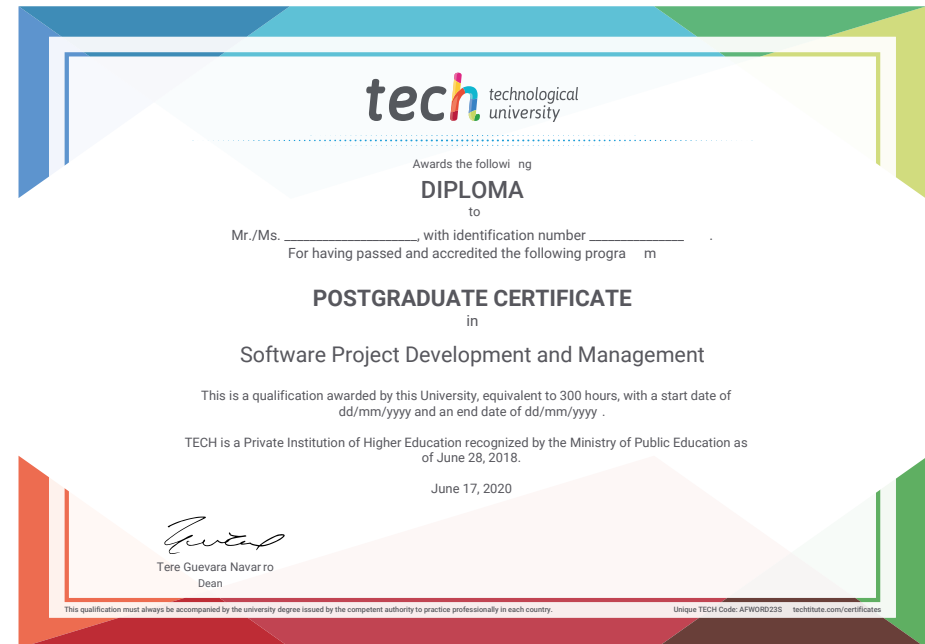 tech technological
university
Awards the followi ng
DIPLOMA
to
Mr./Ms. ___________________, with identification number ______________ .
For having passed and accredited the following progra m
POSTGRADUATE CERTIFICATE
in
Software Project Development and Management
This is a qualification awarded by this University, equivalent to 300 hours, with a start date of
dd/mm/yyyy and an end date of dd/mm/yyyy .
TECH is a Private Institution of Higher Education recognized by the Ministry of Public Education as
of June 28, 2018.
June 17, 2020
Tere Guevara Navar ro
Dean
This qualification must always be accompanied by the university degree issued by the competent authority to practice professionally in each country. Unique TECH Code: AFWORD23S techtitute.com/certificates